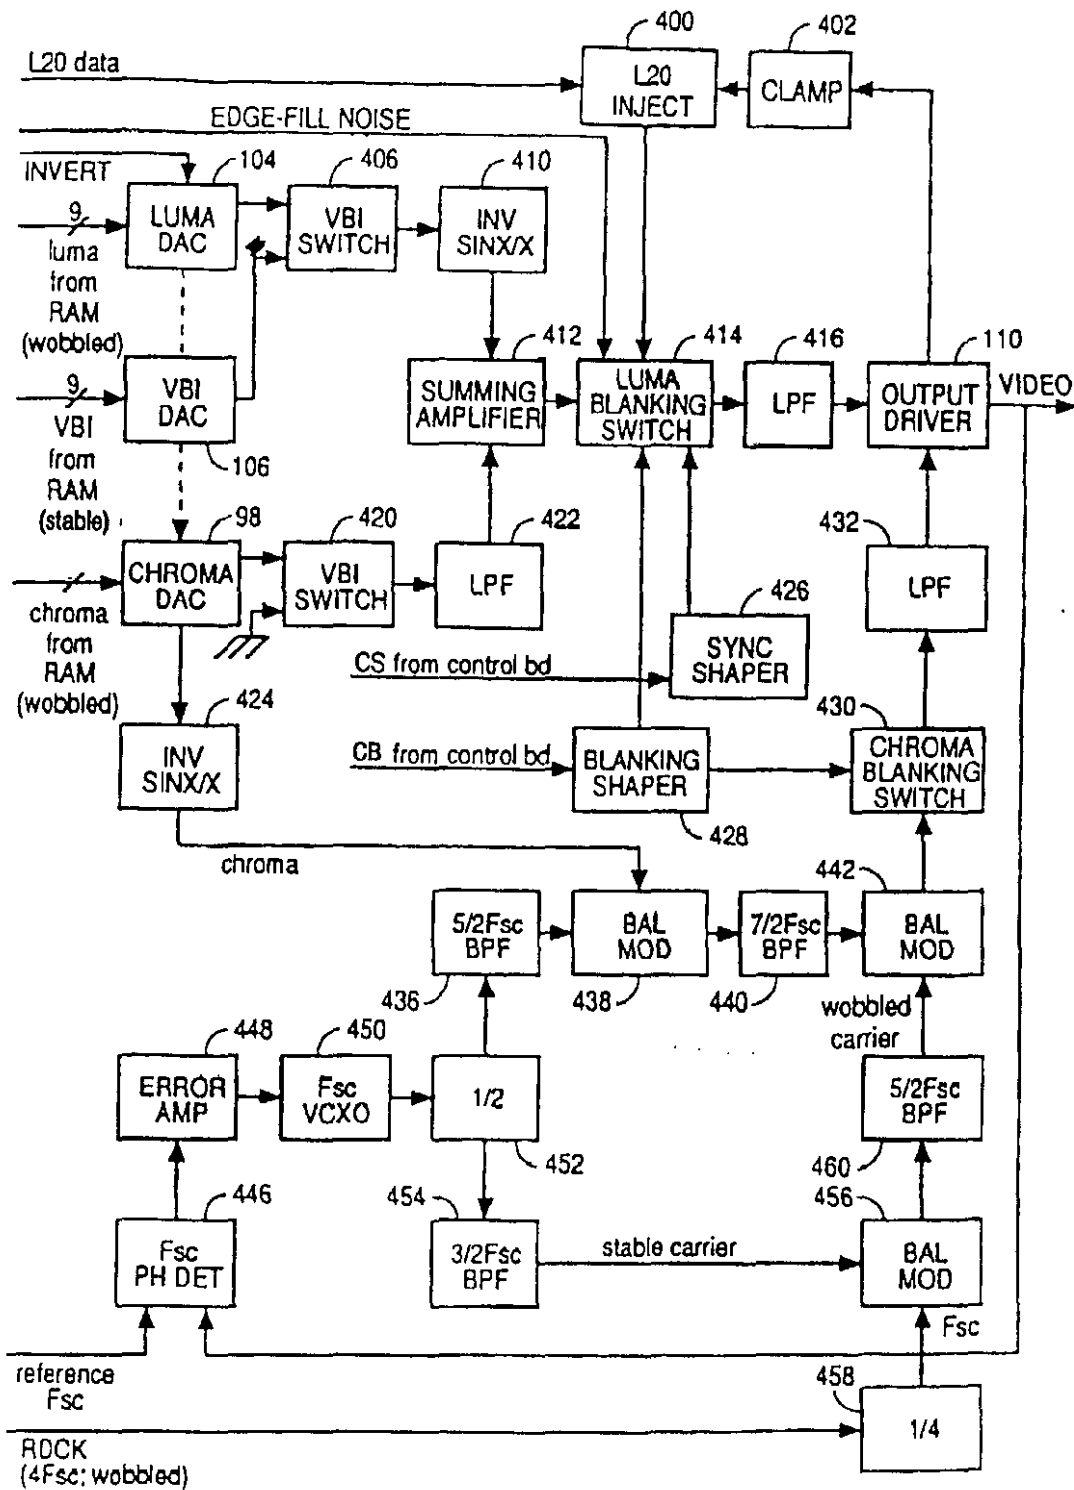 400
402
L20 data
L20
INJECT
CLAMP
EDGE-FILL NOISE
INVERT
104
406
410
9
LUMA
DAC
VBI
SWITCH
INV
SINX/X
luma
from
RAM
(wobbled)
412
414
416
110
9
VBI
DAC
SUMMING
AMPLIFIER
LUMA
BLANKING
SWITCH
LPF
OUTPUT
DRIVER
VIDEO
VBI
from
RAM
(stable)
106
98
420
422
432
CHROMA
DAC
VBI
SWITCH
LPF
LPF
chroma
from
RAM
(wobbled)
426
CS from control bd
SYNC
SHAPER
424
430
INV
SINX/X
CB from control bd
BLANKING
SHAPER
CHROMA
BLANKING
SWITCH
428
chroma
442
5/2Fsc
BPF
BAL
MOD
7/2Fsc
BPF
BAL
MOD
436
438
440
wobbled
carrier
448
450
ERROR
AMP
Fsc
VCXO
1/2
5/2Fsc
BPF
452
460
446
454
456
Fsc
PH DET
3/2Fsc
BPF
stable carrier
BAL
MOD
Fsc
reference
Fsc
458
1/4
RDCK
(4Fsc; wobbled)